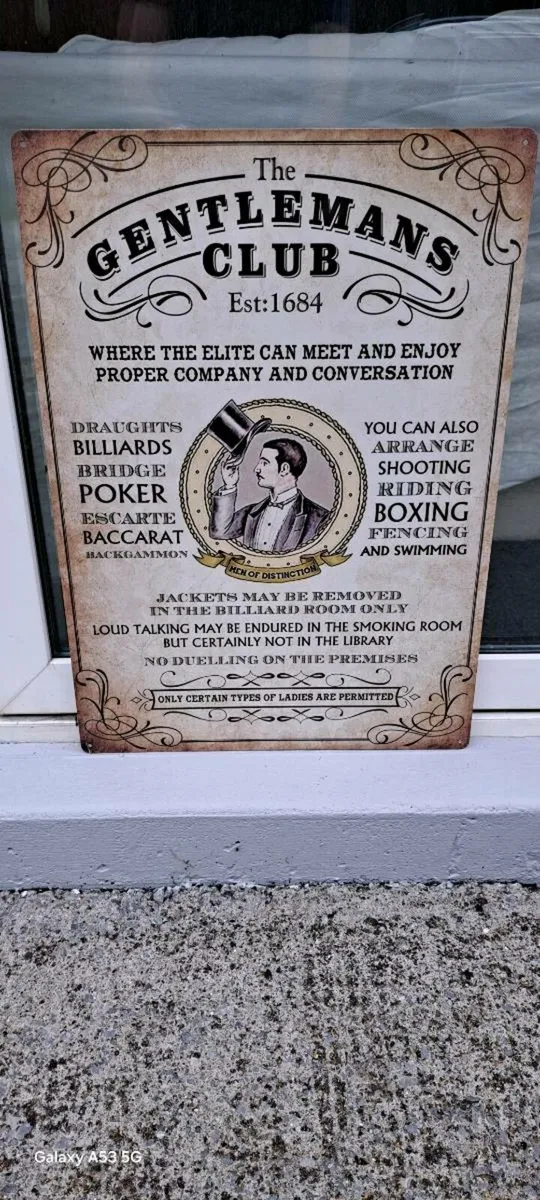 The
GENTLEMANS
CLUB
Est:1684
WHERE THE ELITE CAN MEET AND ENJOY
PROPER COMPANY AND CONVERSATION
DRAUGHTS
BILLIARDS
BRIDGE
POKER
ESCARTE
BACCARAT
BACKGAMMON
MEN OF DISTINCTION
YOU CAN ALSO
ARRANGE
SHOOTING
RIDING
BOXING
FENCING
AND SWIMMING
JACKETS MAY BE REMOVED
IN THE BILLIARD ROOM ONLY
LOUD TALKING MAY BE ENDURED IN THE SMOKING ROOM
BUT CERTAINLY NOT IN THE LIBRARY
NO DUELLING ON THE PREMISES
ONLY CERTAIN TYPES OF LADIES ARE PERMITTED
Galaxy A53 5G